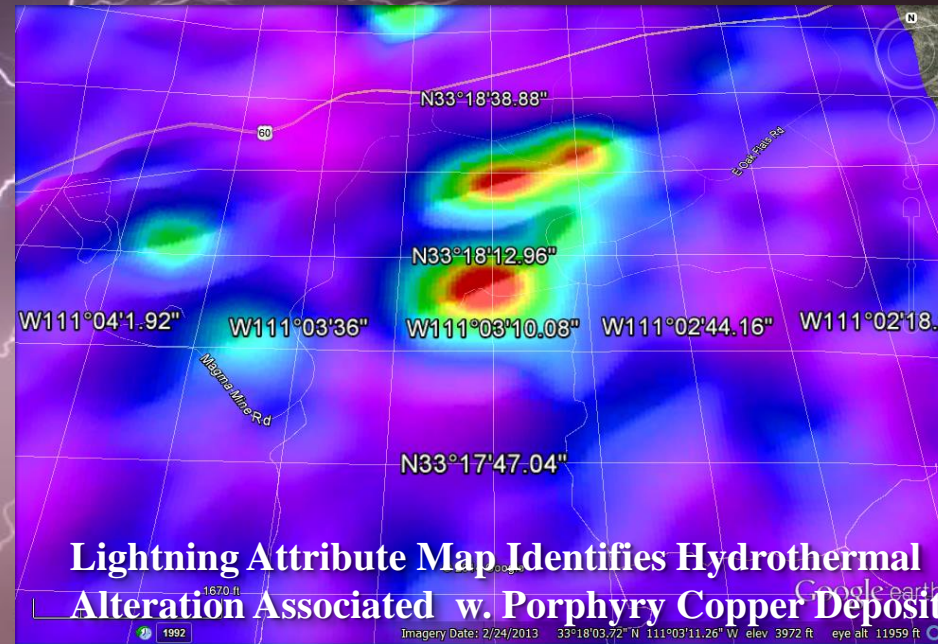 N
N33°18'38.88"
60
E Oak Flats Rd
N33°18'12.96"
W111°04'1.92" W111°03'36" W111°03'10.08" W111°02'44.16" W111°02'18.
Magma Mine Rd
N33°17'47.04"
Lightning Attribute Map Identifies Hydrothermal
1670 ft
Google earth
Alteration Associated w. Porphyry Copper Deposit
1992 Imagery Date: 2/24/2013 33°18'03.72" N 111°03'11.26" W elev 3972 ft eye alt 11959 ft